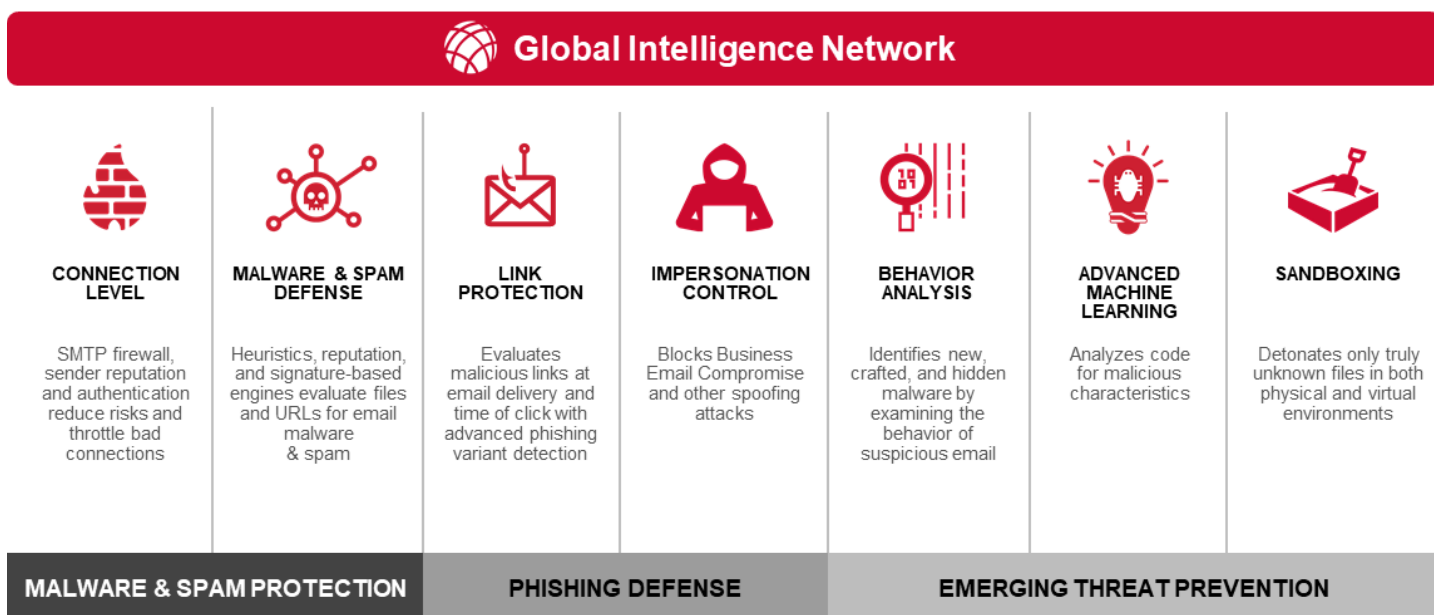 Global Intelligence Network
CONNECTION
LEVEL
SMTP firewall,
sender reputation
and authentication
reduce risks and
throttle bad
connections
MALWARE & SPAM
DEFENSE
Heuristics, reputation,
and signature-based
engines evaluate files
and URLs for email
malware
& spam
LINK
PROTECTION
Evaluates
malicious links at
email delivery and
time of click with
advanced phishing
variant detection
IMPERSONATION
CONTROL
Blocks Business
Email Compromise
and other spoofing
attacks
10
01
BEHAVIOR
ANALYSIS
Identifies new,
crafted, and hidden
malware by
examining the
behavior of
suspicious email
ADVANCED
MACHINE
LEARNING
Analyzes code
for malicious
characteristics
SANDBOXING
Detonates only truly
unknown files in both
physical and virtual
environments
MALWARE & SPAM PROTECTION
PHISHING DEFENSE
EMERGING THREAT PREVENTION